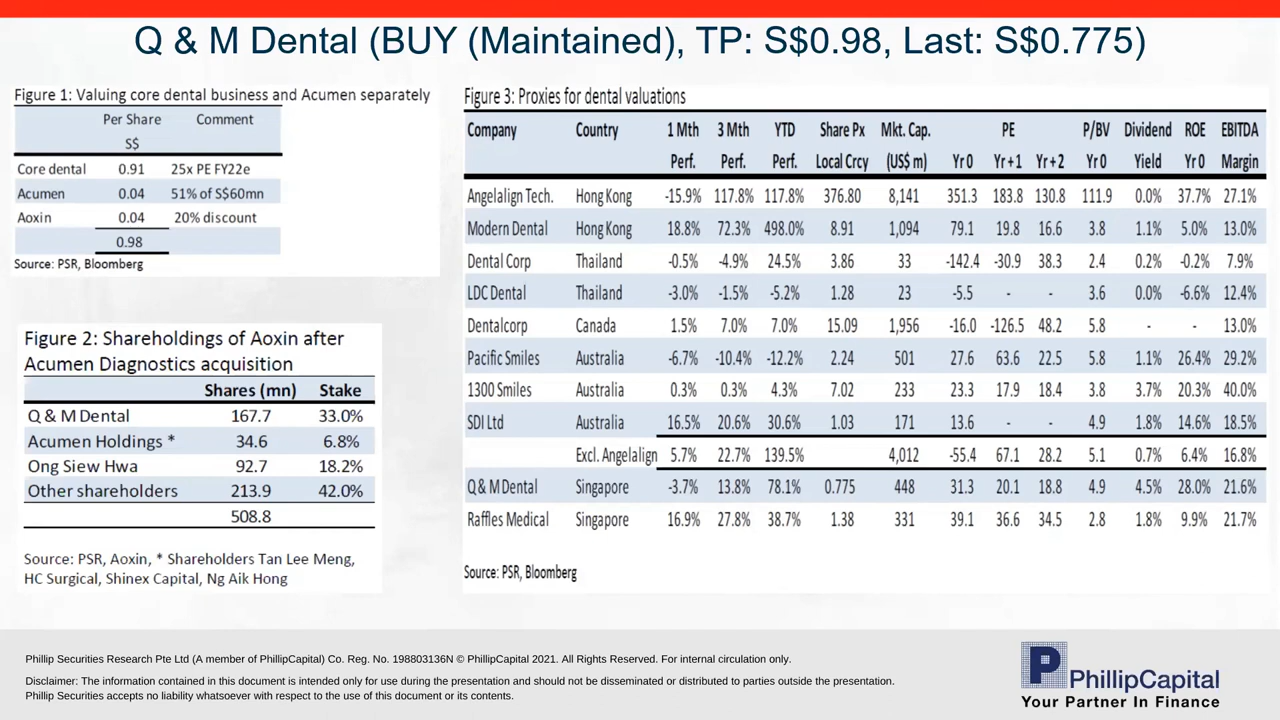 Q & M Dental (BUY (Maintained), TP: S$0.98, Last: S$0.775)
Figure 1: Valuing core dental business and Acumen separately
Per Share Comment
S$
Core dental 0.91 25x PE FY22e
Acumen 0.04 51% of S$60mn
Aoxin 0.04 20% discount
0.98
Source: PSR, Bloomberg
Figure 2: Shareholdings of Aoxin after
Acumen Diagnostics acquisition
Shares (mn) Stake
Q & M Dental 167.7 33.0%
Acumen Holdings * 34.6 6.8%
Ong Siew Hwa 92.7 18.2%
Other shareholders 213.9 42.0%
508.8
Source: PSR, Aoxin, * Shareholders Tan Lee Meng,
HC Surgical, Shinex Capital, Ng Aik Hong
Figure 3: Proxies for dental valuations
Company Country 1 Mth 3 Mth YTD Share Px Mkt. Cap. PE P/BV Dividend ROE EBITDA
Perf. Perf. Perf. Local Crcy (US$ m) Yr 0 Yr + 1 Yr + 2 Yr 0 Yield Yr 0 Margin
Angelalign Tech. Hong Kong -15.9% 117.8% 117.8% 376.80 8,141 351.3 183.8 130.8 111.9 0.0% 37.7% 27.1%
Modern Dental Hong Kong 18.8% 72.3% 498.0% 8.91 1,094 79.1 19.8 16.6 3.8 1.1% 5.0% 13.0%
Dental Corp Thailand -0.5% -4.9% 24.5% 3.86 33 -142.4 -30.9 38.3 2.4 0.2% -0.2% 7.9%
LDC Dental Thailand -3.0% -1.5% -5.2% 1.28 23 -5.5 - - 3.6 0.0% -6.6% 12.4%
Dentalcorp Canada 1.5% 7.0% 7.0% 15.09 1,956 -16.0 -126.5 48.2 5.8 - - 13.0%
Pacific Smiles Australia -6.7% -10.4% -12.2% 2.24 501 27.6 63.6 22.5 5.8 1.1% 26.4% 29.2%
1300 Smiles Australia 0.3% 0.3% 4.3% 7.02 233 23.3 17.9 18.4 3.8 3.7% 20.3% 40.0%
SDI Ltd Australia 16.5% 20.6% 30.6% 1.03 171 13.6 - - 4.9 1.8% 14.6% 18.5%
Excl. Angelalign 5.7% 22.7% 139.5% 4,012 -55.4 67.1 28.2 5.1 0.7% 6.4% 16.8%
Q & M Dental Singapore -3.7% 13.8% 78.1% 0.775 448 31.3 20.1 18.8 4.9 4.5% 28.0% 21.6%
Raffles Medical Singapore 16.9% 27.8% 38.7% 1.38 331 39.1 36.6 34.5 2.8 1.8% 9.9% 21.7%
Source: PSR, Bloomberg
Phillip Securities Research Pte Ltd (A member of PhillipCapital) Co. Reg. No. 198803136N © PhillipCapital 2021. All Rights Reserved. For internal circulation only.
Disclaimer: The information contained in this document is intended only for use during the presentation and should not be disseminated or distributed to parties outside the presentation.
Phillip Securities accepts no liability whatsoever with respect to the use of this document or its contents.
PhillipCapital
Your Partner In Finance